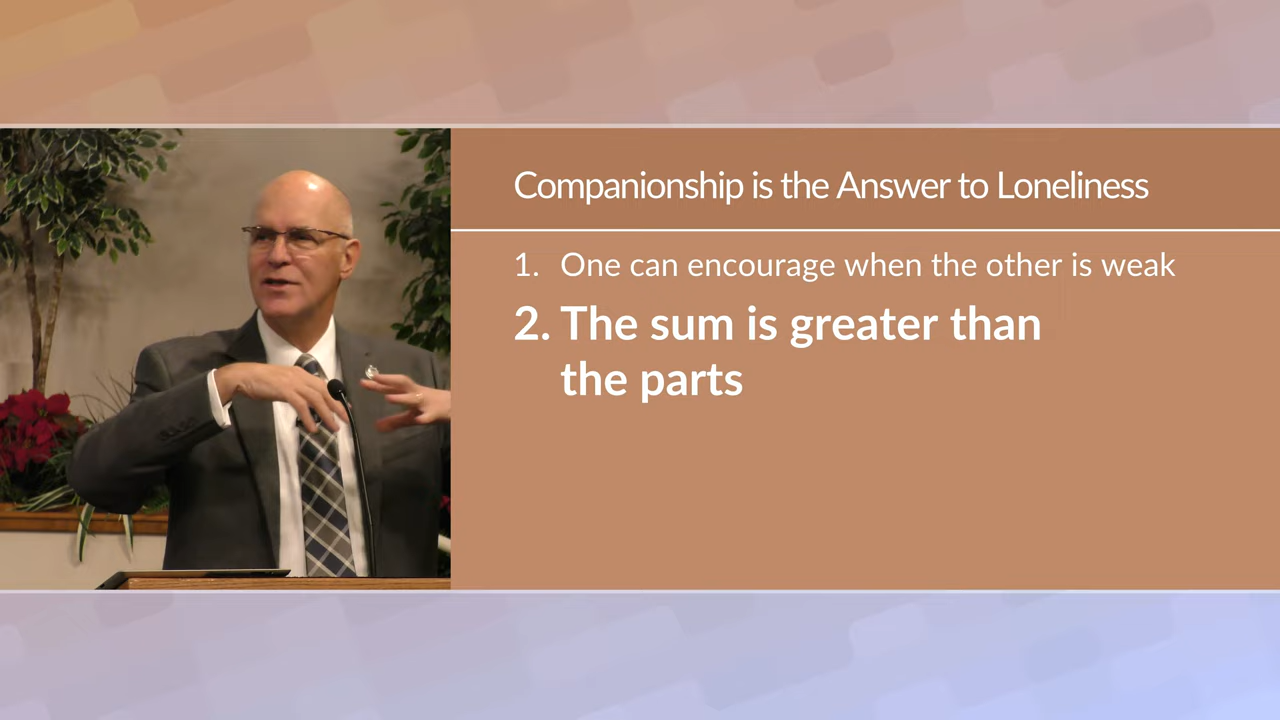 Companionship is the Answer to Loneliness
1. One can encourage when the other is weak
2. The sum is greater than
the parts